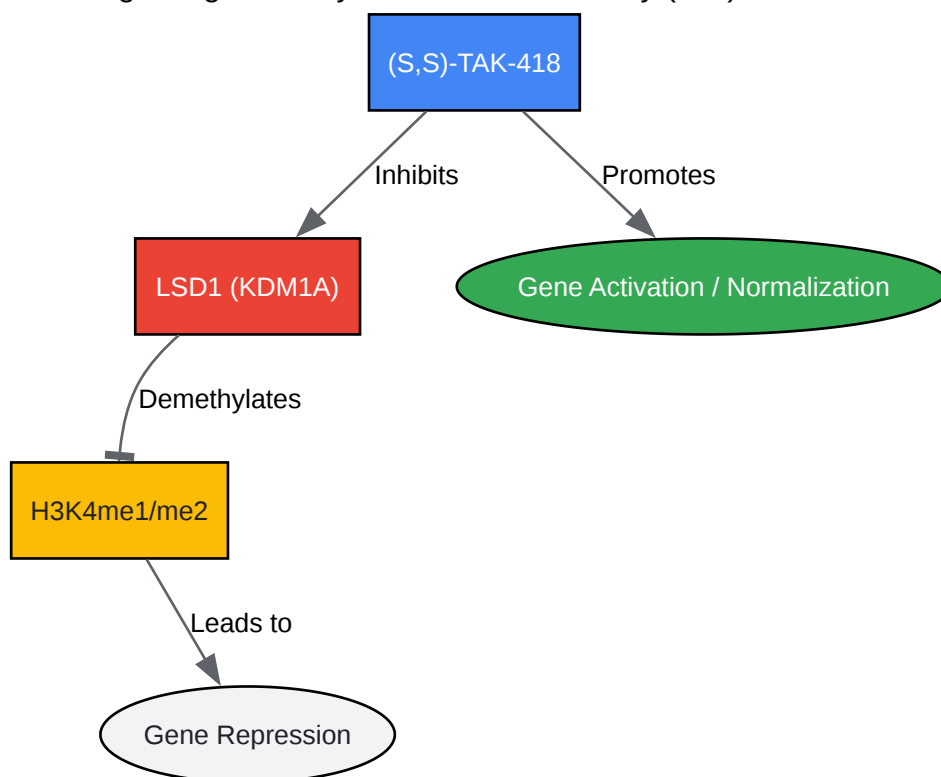 (S,S)-TAK-418
Inhibits
Promotes
LSD1 (KDM1A)
Gene Activation / Normalization
Demethylates
H3K4me1/me2
Leads to
Gene Repression